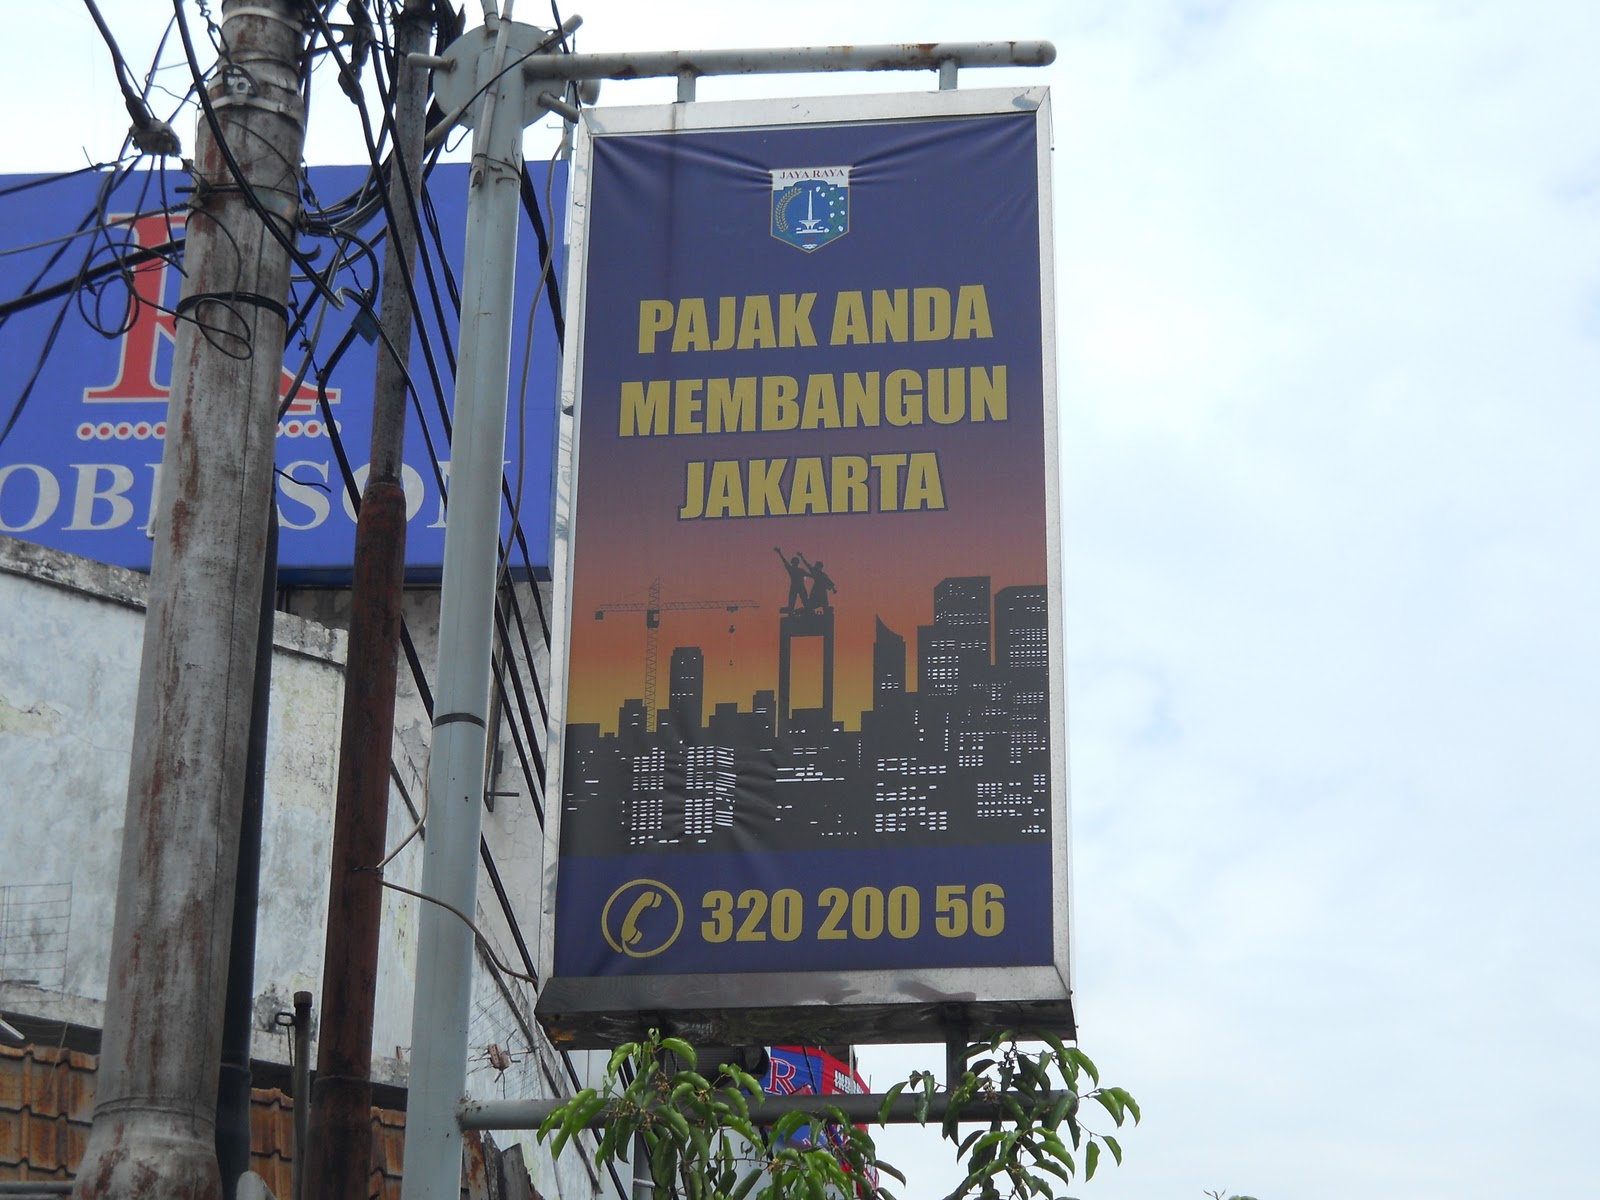 JAYA RAYA
PAJAK ANDA
MEMBANGUN
JAKARTA
320 200 56
R
R